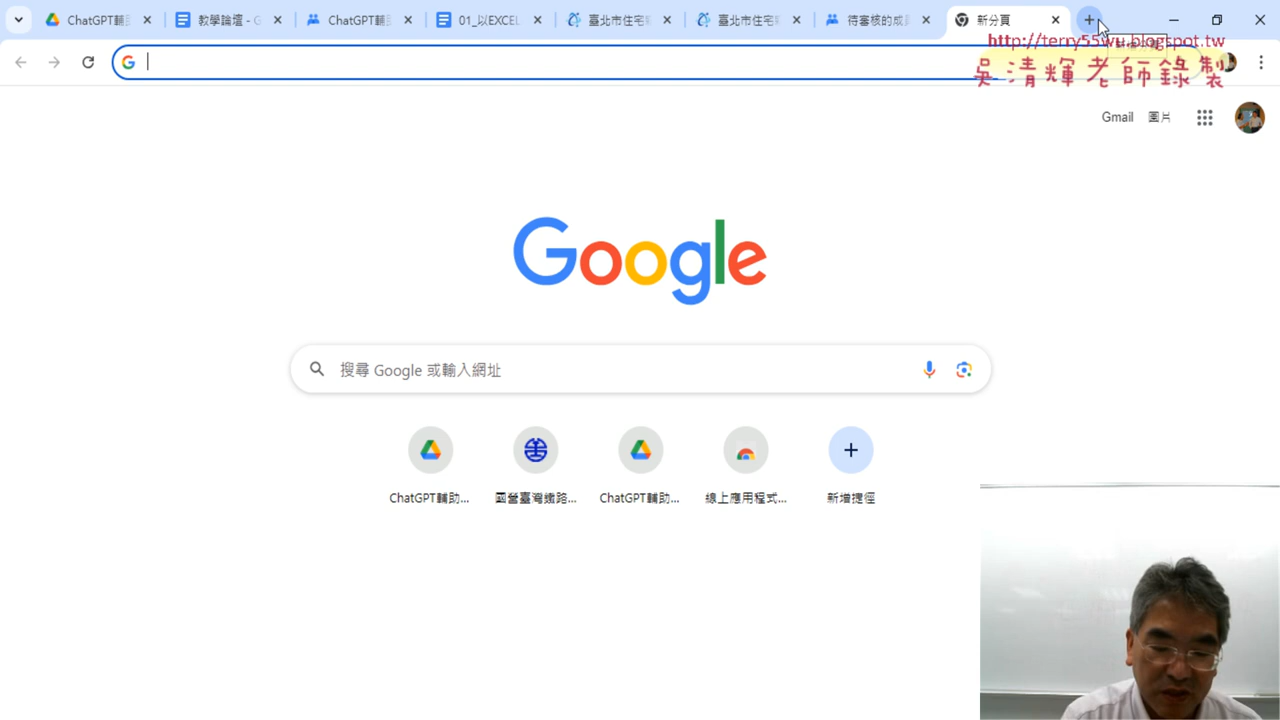 ChatGPT輔
教學論壇 - G
ChatGPT輔
01_以EXCEL
臺北市住宅
臺北市住宅
待審核的成員
新分頁
http://terry55wu.blogspot.tw
吳清輝老師錄製
Gmail
圖片
Google
搜尋 Google 或輸入網址
ChatGPT輔助...
國營臺灣鐵路...
ChatGPT輔助...
線上應用程式...
新增捷徑